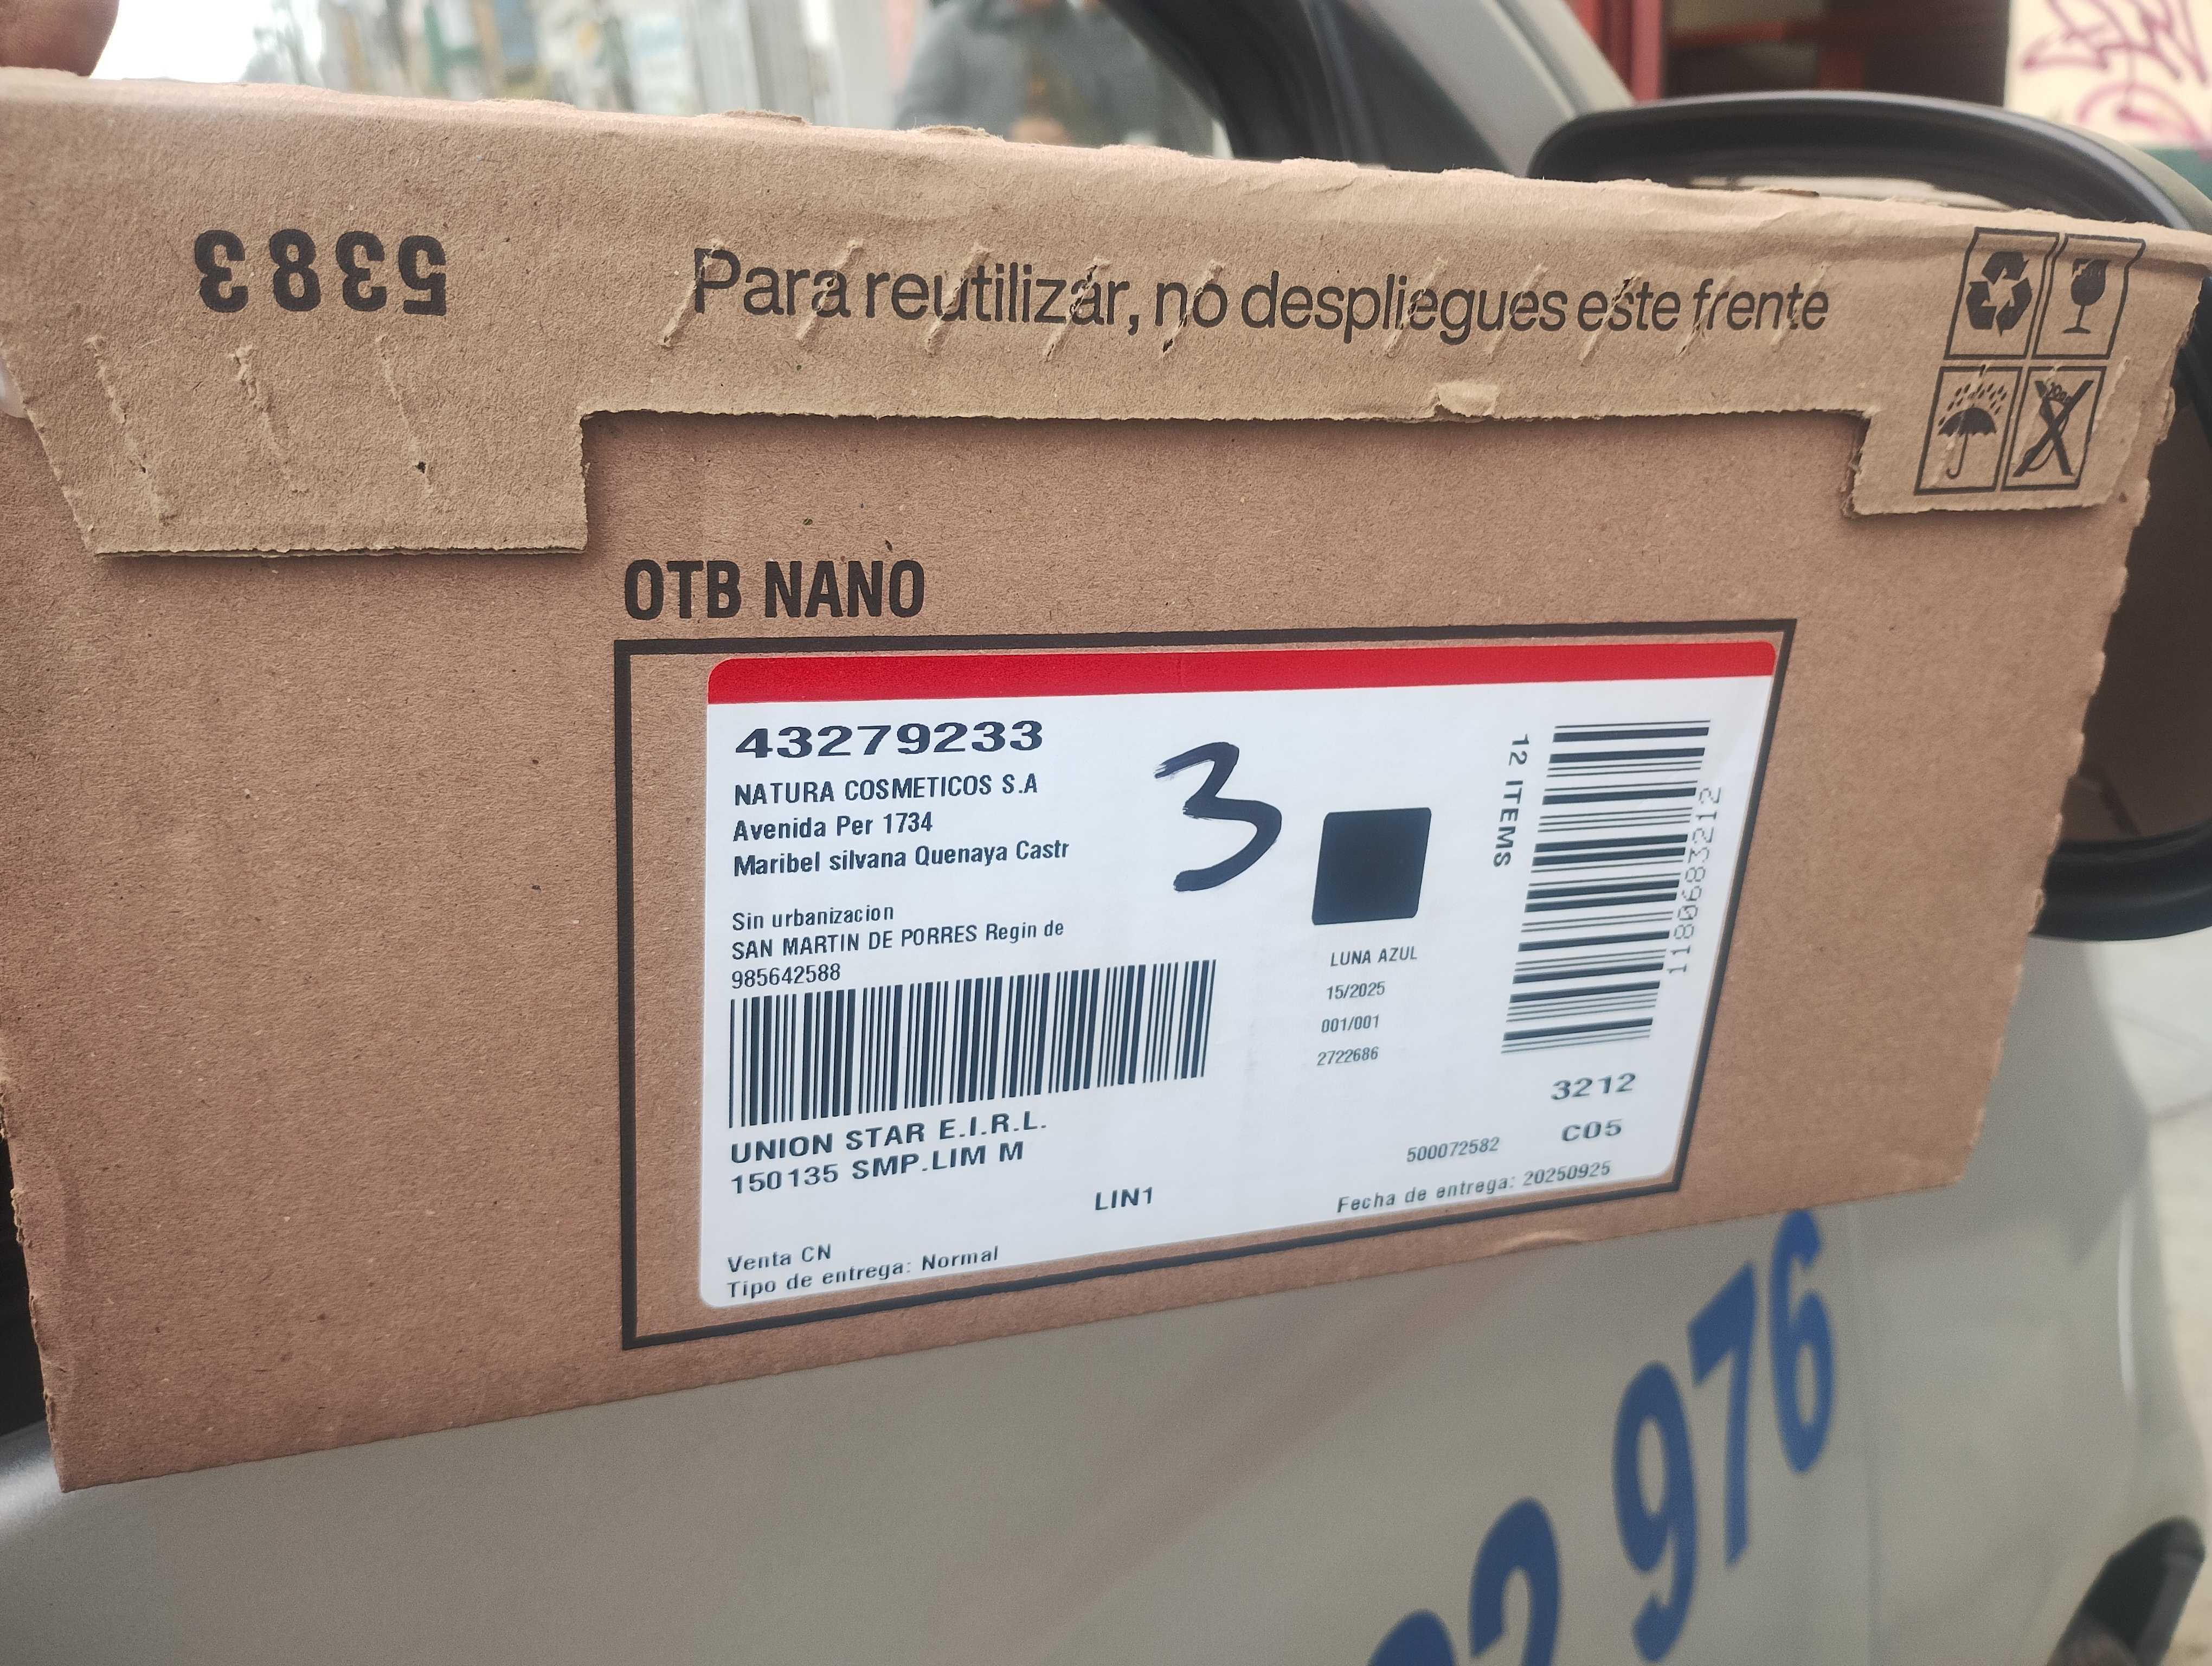 5383
Para reutilizar, no despliegues este frente
OTB NANO
43279233
NATURA COSMETICOS S.A
Avenida Per 1734
Maribel silvana Quenaya Castr
Sin urbanizacion
SAN MARTIN DE PORRES Regin de
985642588
UNION STAR E.I.R.L.
150135 SMP.LIM M
LIN1
Venta CN
Tipo de entrega: Normal
3
LUNA AZUL
15/2025
001/001
2722686
12 ITEMS
1180683212
3212
C05
500072582
Fecha de entrega: 20250925
976